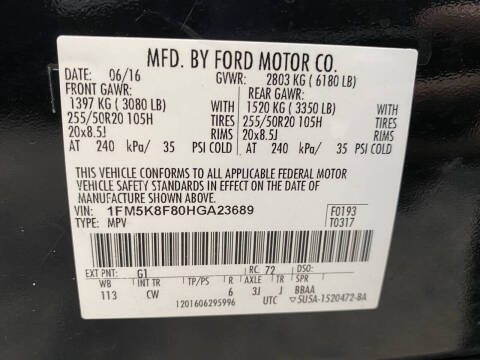 MFD. BY FORD MOTOR CO.
DATE: 06/16 GVWR: 2803 KG ( 6180 LB)
FRONT GAWR: REAR GAWR:
1397 KG ( 3080 LB) WITH 1520 KG ( 3350 LB) WITH
255/50R20 105H TIRES 255/50R20 105H TIRES
20x8.5J RIMS 20x8.5J RIMS
AT 240 kPa/ 35 PSI COLD AT 240 kPa/ 35 PSI COLD
THIS VEHICLE CONFORMS TO ALL APPLICABLE FEDERAL MOTOR
VEHICLE SAFETY STANDARDS IN EFFECT ON THE DATE OF
MANUFACTURE SHOWN ABOVE.
VIN: 1FM5K8F80HGA23689 F0193
TYPE: MPV T0317
EXT PNT: G1 RC: 72 DSO:
WB INT TR TP/PS R AXLE TR SPR
113 CW 6 3J J BBAA
1201606295996 UTC ▽5U5A-1520472-BA